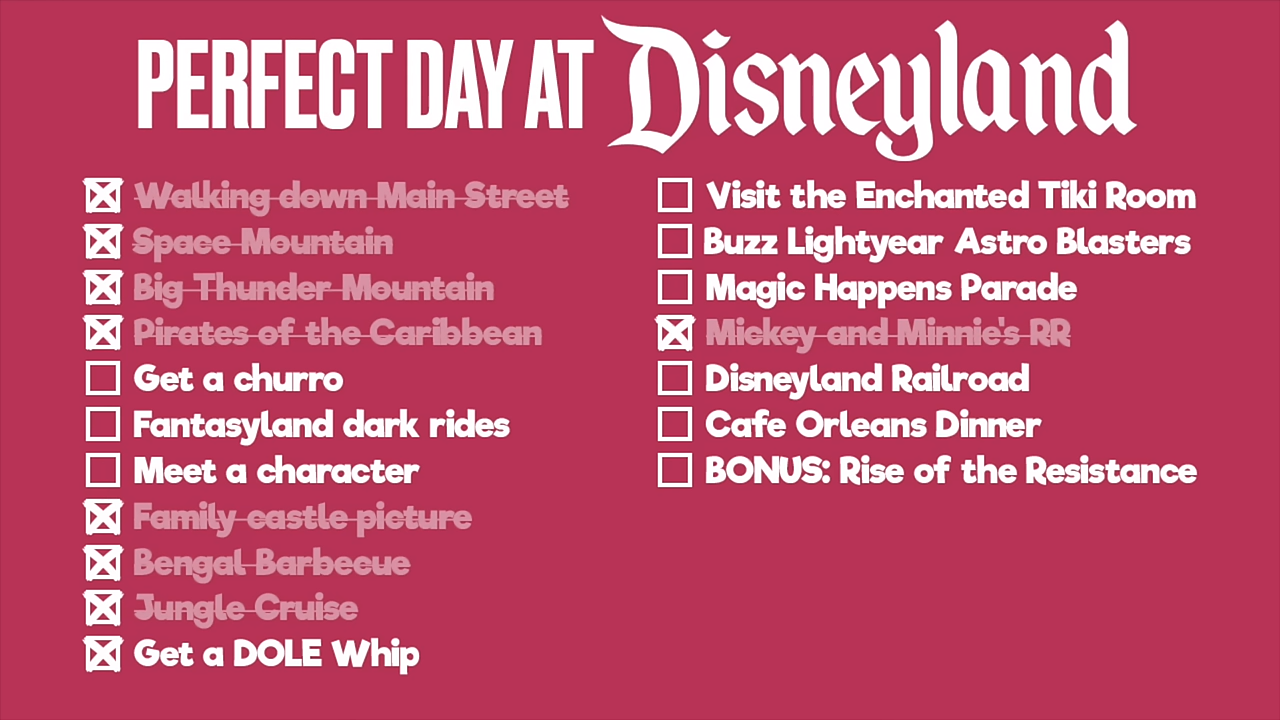 PERFECT DAY AT Disneyland
Walking down Main Street
Space Mountain
Big Thunder Mountain
Pirates of the Caribbean
Get a churro
Fantasyland dark rides
Meet a character
Family castle picture
Bengal Barbecue
Jungle Cruise
Get a DOLE Whip
Visit the Enchanted Tiki Room
Buzz Lightyear Astro Blasters
Magic Happens Parade
Mickey and Minnie's RR
Disneyland Railroad
Cafe Orleans Dinner
BONUS: Rise of the Resistance